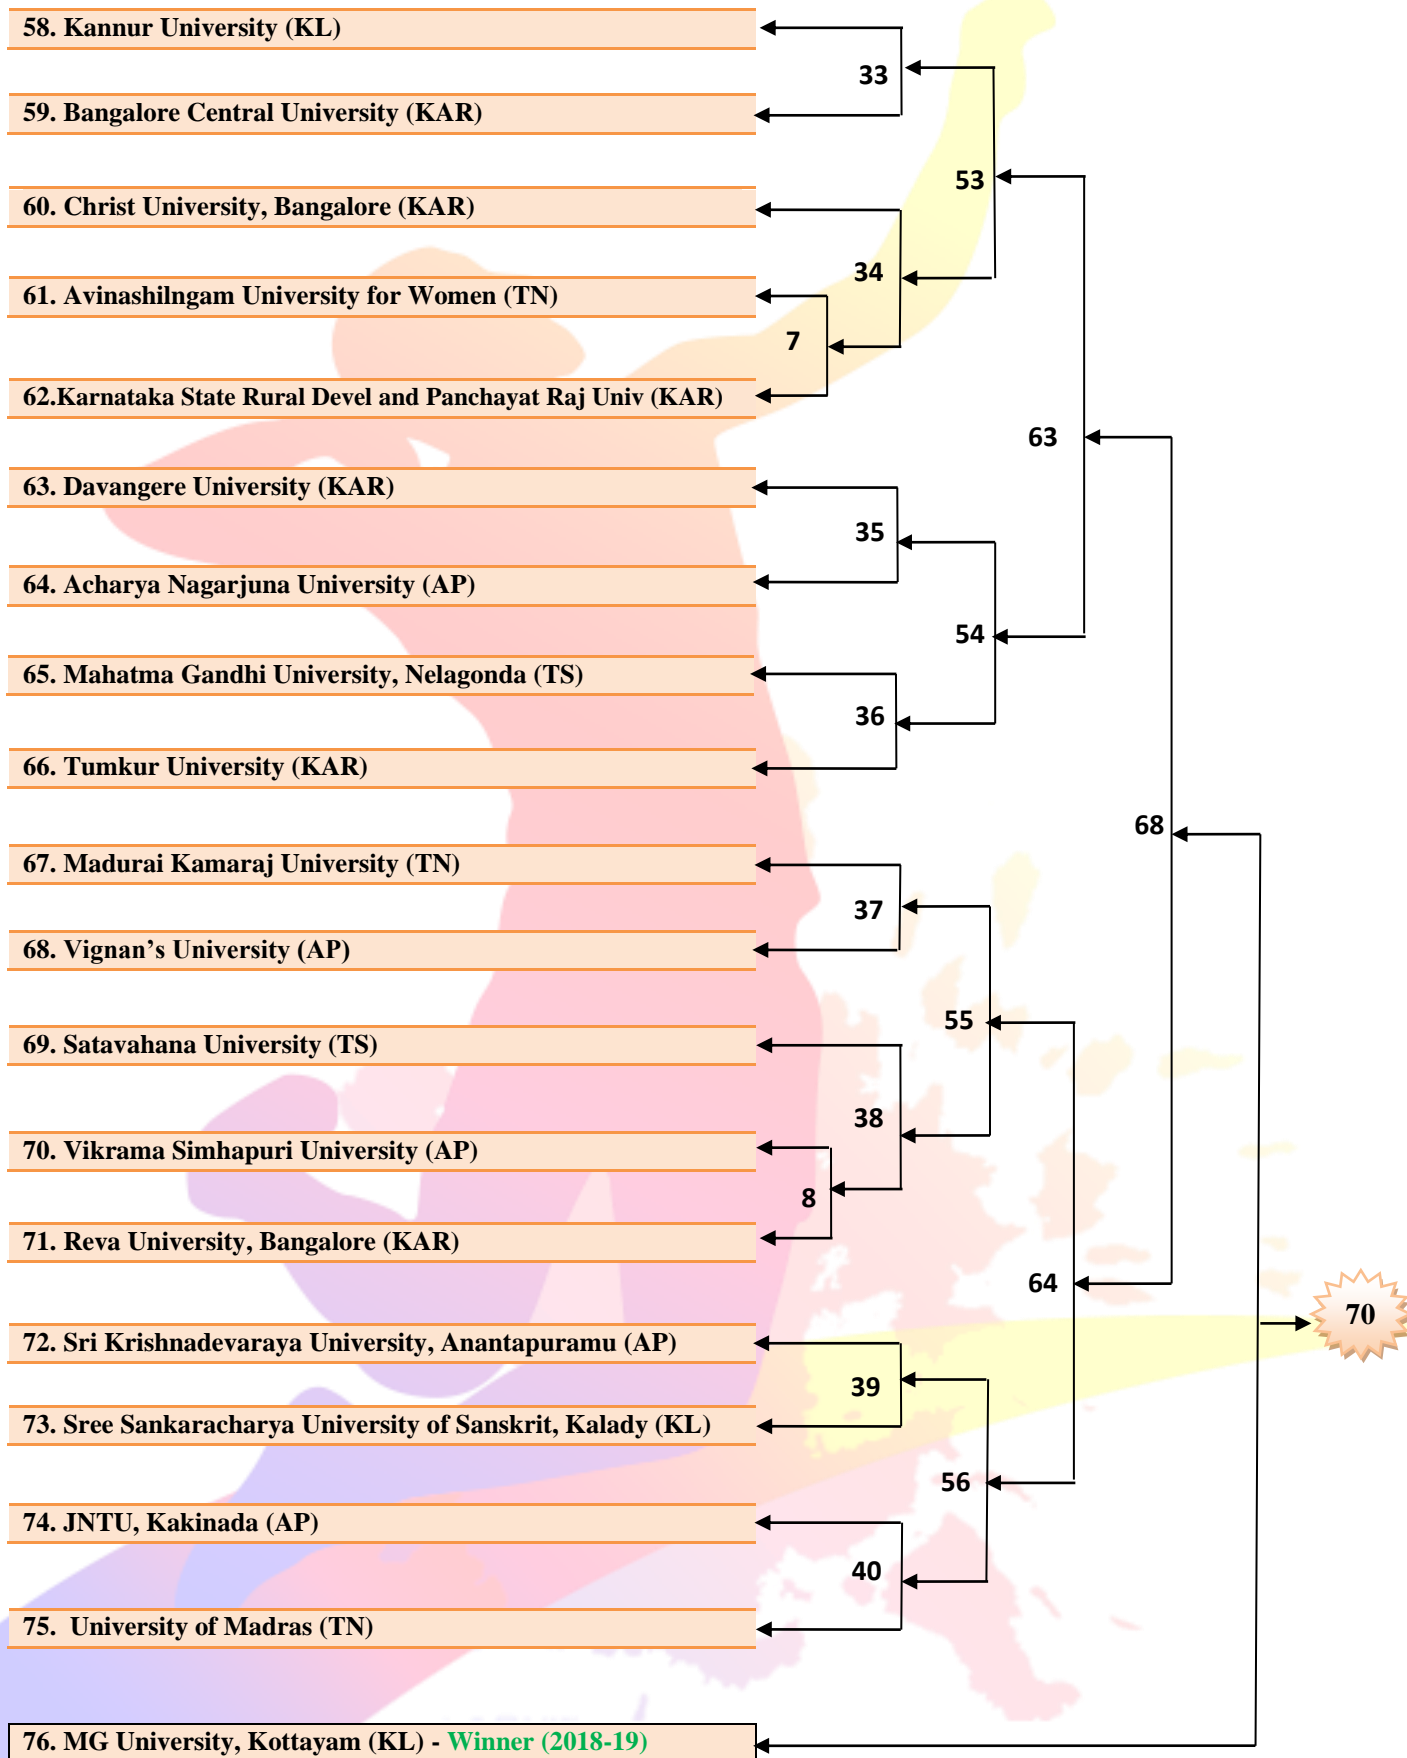 58. Kannur University (KL)
33
59. Bangalore Central University (KAR)
53
60. Christ University, Bangalore (KAR)
34
61. Avinashilngam University for Women (TN)
7
62.Karnataka State Rural Devel and Panchayat Raj Univ (KAR)
63
63. Davangere University (KAR)
35
64. Acharya Nagarjuna University (AP)
54
65. Mahatma Gandhi University, Nelagonda (TS)
36
66. Tumkur University (KAR)
68
67. Madurai Kamaraj University (TN)
37
68. Vignan’s University (AP)
55
69. Satavahana University (TS)
38
70. Vikrama Simhapuri University (AP)
8
71. Reva University, Bangalore (KAR)
64
70
72. Sri Krishnadevaraya University, Anantapuramu (AP)
39
73. Sree Sankaracharya University of Sanskrit, Kalady (KL)
56
74. JNTU, Kakinada (AP)
40
75. University of Madras (TN)
76. MG University, Kottayam (KL) - Winner (2018-19)